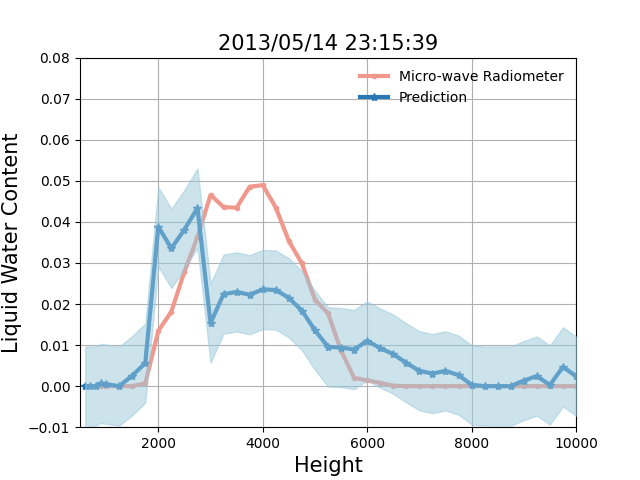 2013/05/14 23:15:39
Micro-wave Radiometer
Prediction
Liquid Water Content
0.08
0.07
0.06
0.05
0.04
0.03
0.02
0.01
0.00
−0.01
2000 4000 6000 8000 10000
Height